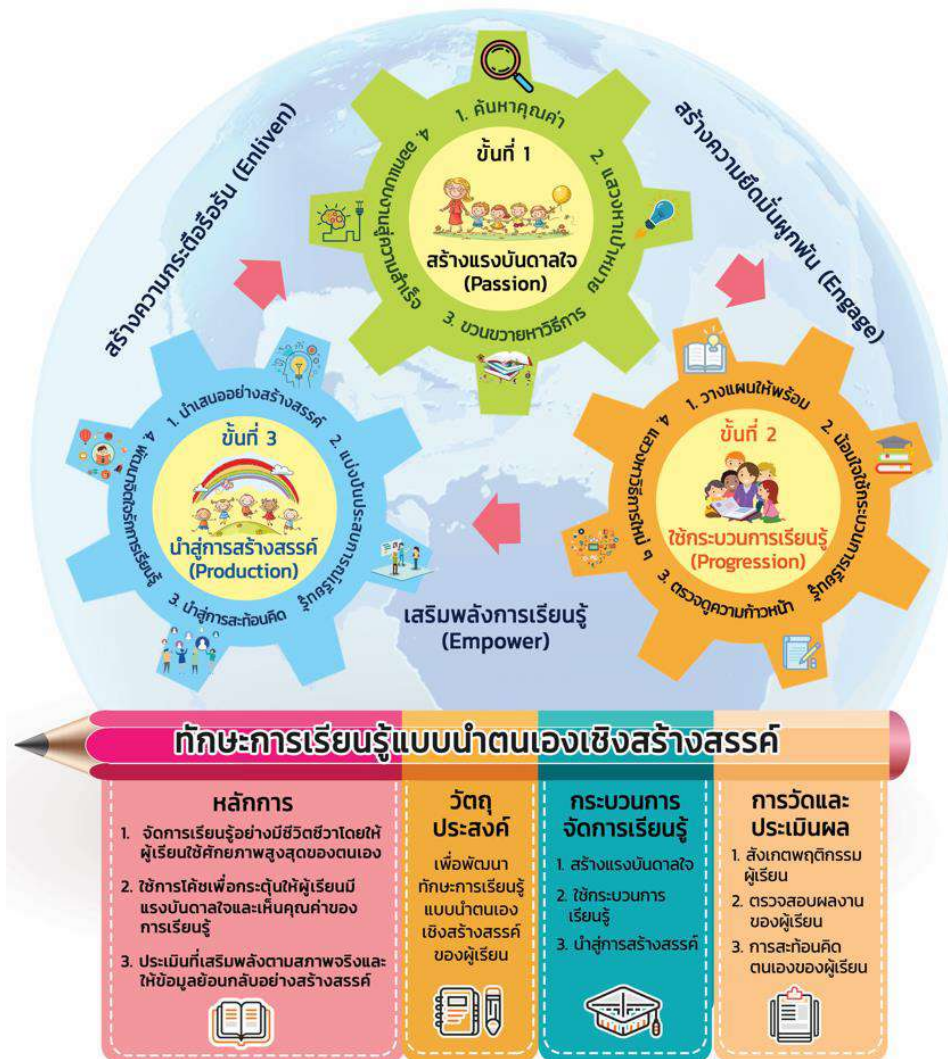 สร้างความกระตือรือร้น (Enliven)
สร้างความยึดมั่นผูกพัน (Engage)
ขั้นที่ 1
สร้างแรงบันดาลใจ
(Passion)
1. ค้นหาคุณค่า
2. แสวงหาเป้าหมาย
3. ขวนขวายหาวิธีการ
4. ออกแบบงานสู่ความสำเร็จ
ขั้นที่ 2
ใช้กระบวนการเรียนรู้
(Progression)
1. วางแผนให้พร้อม
2. น้อมใจใช้กระบวนการเรียนรู้
3. ตรวจดูความก้าวหน้า
4. แสวงหาวิธีการใหม่ ๆ
ขั้นที่ 3
นำสู่การสร้างสรรค์
(Production)
1. นำเสนออย่างสร้างสรรค์
2. แบ่งปันประสบการณ์เรียนรู้
3. นำสู่การสะท้อนคิด
4. พัฒนาจิตใจรักการเรียนรู้
เสริมพลังการเรียนรู้
(Empower)
ทักษะการเรียนรู้แบบนำตนเองเชิงสร้างสรรค์
หลักการ
1. จัดการเรียนรู้อย่างมีชีวิตชีวาโดยให้
ผู้เรียนใช้ศักยภาพสูงสุดของตนเอง
2. ใช้การโค้ชเพื่อกระตุ้นให้ผู้เรียนมี
แรงบันดาลใจและเห็นคุณค่าของ
การเรียนรู้
3. ประเมินที่เสริมพลังตามสภาพจริงและ
ให้ข้อมูลย้อนกลับอย่างสร้างสรรค์
วัตถุ
ประสงค์
เพื่อพัฒนา
ทักษะการเรียนรู้
แบบนำตนเอง
เชิงสร้างสรรค์
ของผู้เรียน
กระบวนการ
จัดการเรียนรู้
1. สร้างแรงบันดาลใจ
2. ใช้กระบวนการ
เรียนรู้
3. นำสู่การสร้างสรรค์
การวัดและ
ประเมินผล
1. สังเกตพฤติกรรม
ผู้เรียน
2. ตรวจสอบผลงาน
ของผู้เรียน
3. การสะท้อนคิด
ตนเองของผู้เรียน